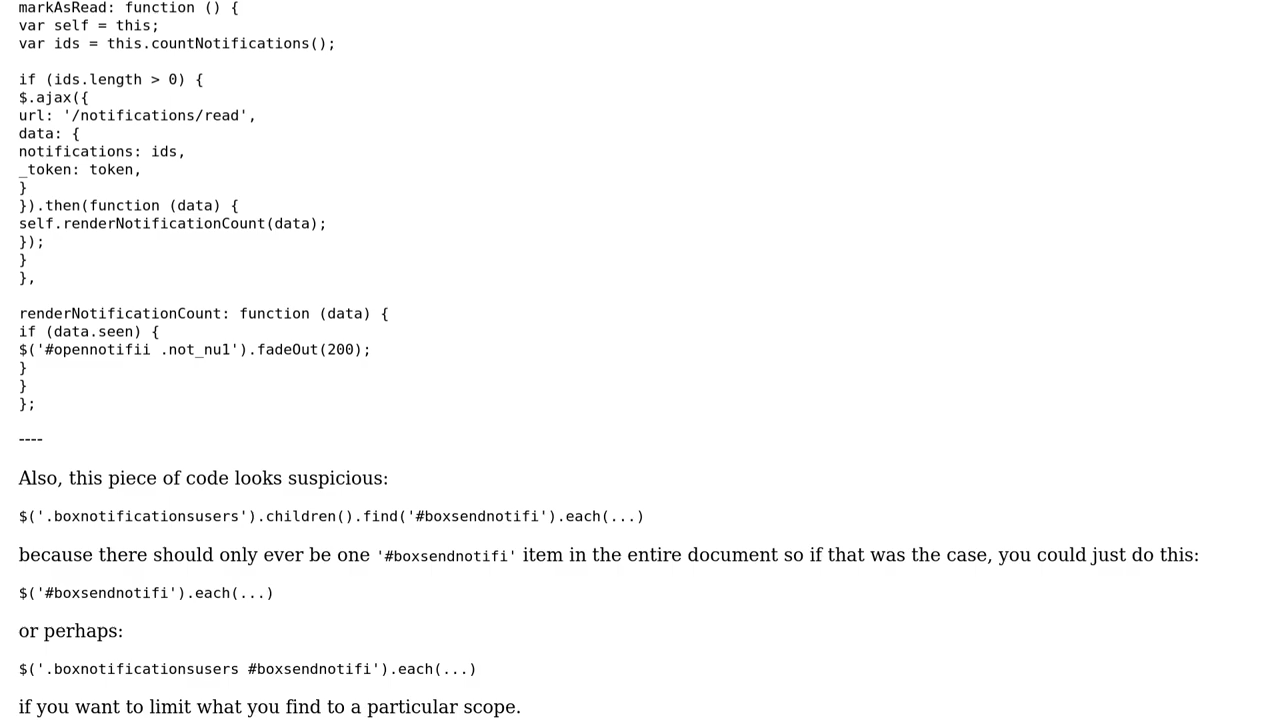 markAsRead: function () {
var self = this;
var ids = this.countNotifications();

if (ids.length > 0) {
$.ajax({
url: '/notifications/read',
data: {
notifications: ids,
_token: token,
}
}).then(function (data) {
self.renderNotificationCount(data);
});
}
},

renderNotificationCount: function (data) {
if (data.seen) {
$('#opennotifii .not_nu1').fadeOut(200);
}
}
};

----

Also, this piece of code looks suspicious:

$('.boxnotificationsusers').children().find('#boxsendnotifi').each(...)

because there should only ever be one '#boxsendnotifi' item in the entire document so if that was the case, you could just do this:

$('#boxsendnotifi').each(...)

or perhaps:

$('.boxnotificationsusers #boxsendnotifi').each(...)

if you want to limit what you find to a particular scope.